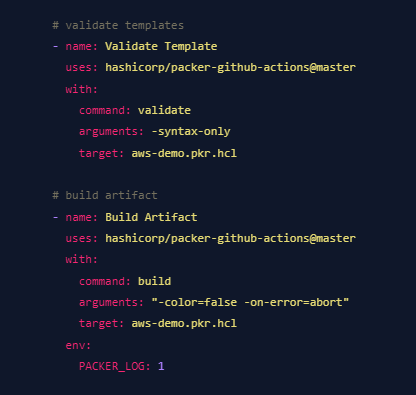 # validate templates
- name: Validate Template
uses: hashicorp/packer-github-actions@master
with:
command: validate
arguments: -syntax-only
target: aws-demo.pkr.hcl
# build artifact
- name: Build Artifact
uses: hashicorp/packer-github-actions@master
with:
command: build
arguments: "-color=false -on-error=abort"
target: aws-demo.pkr.hcl
env:
PACKER_LOG: 1